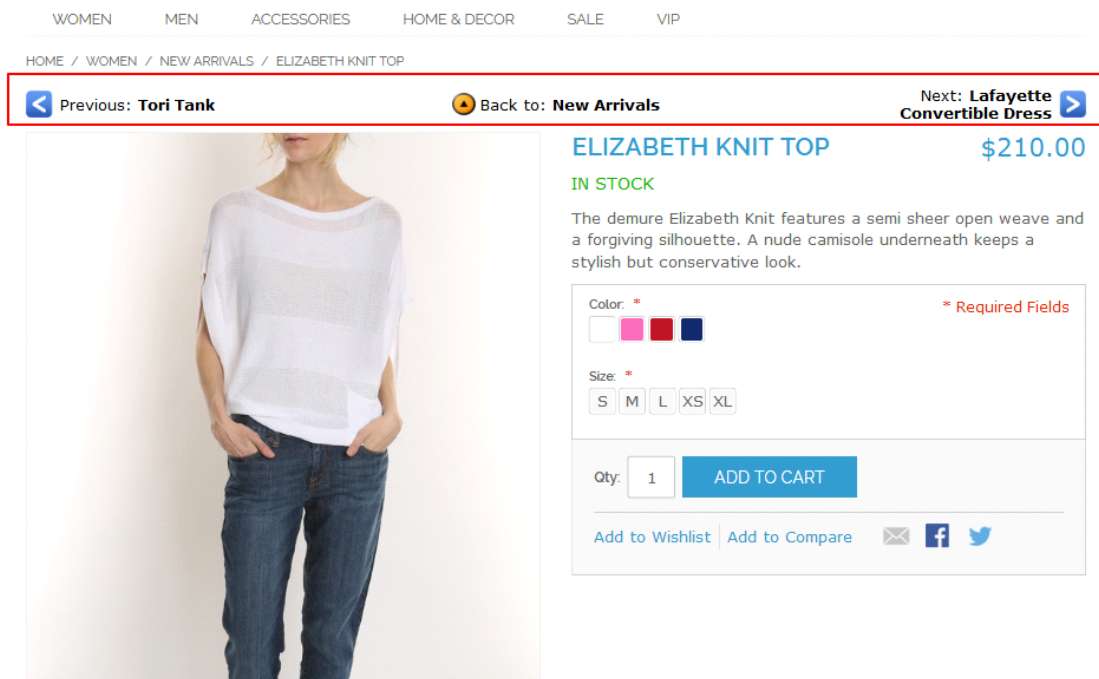 WOMEN MEN ACCESSORIES HOME & DECOR SALE VIP
HOME / WOMEN / NEW ARRIVALS / ELIZABETH KNIT TOP
Previous: Tori Tank
Back to: New Arrivals
Next: Lafayette
Convertible Dress
ELIZABETH KNIT TOP
$210.00
IN STOCK
The demure Elizabeth Knit features a semi sheer open weave and
a forgiving silhouette. A nude camisole underneath keeps a
stylish but conservative look.
Color: *
* Required Fields
Size: *
S M L XS XL
Qty: 1 ADD TO CART
Add to Wishlist Add to Compare